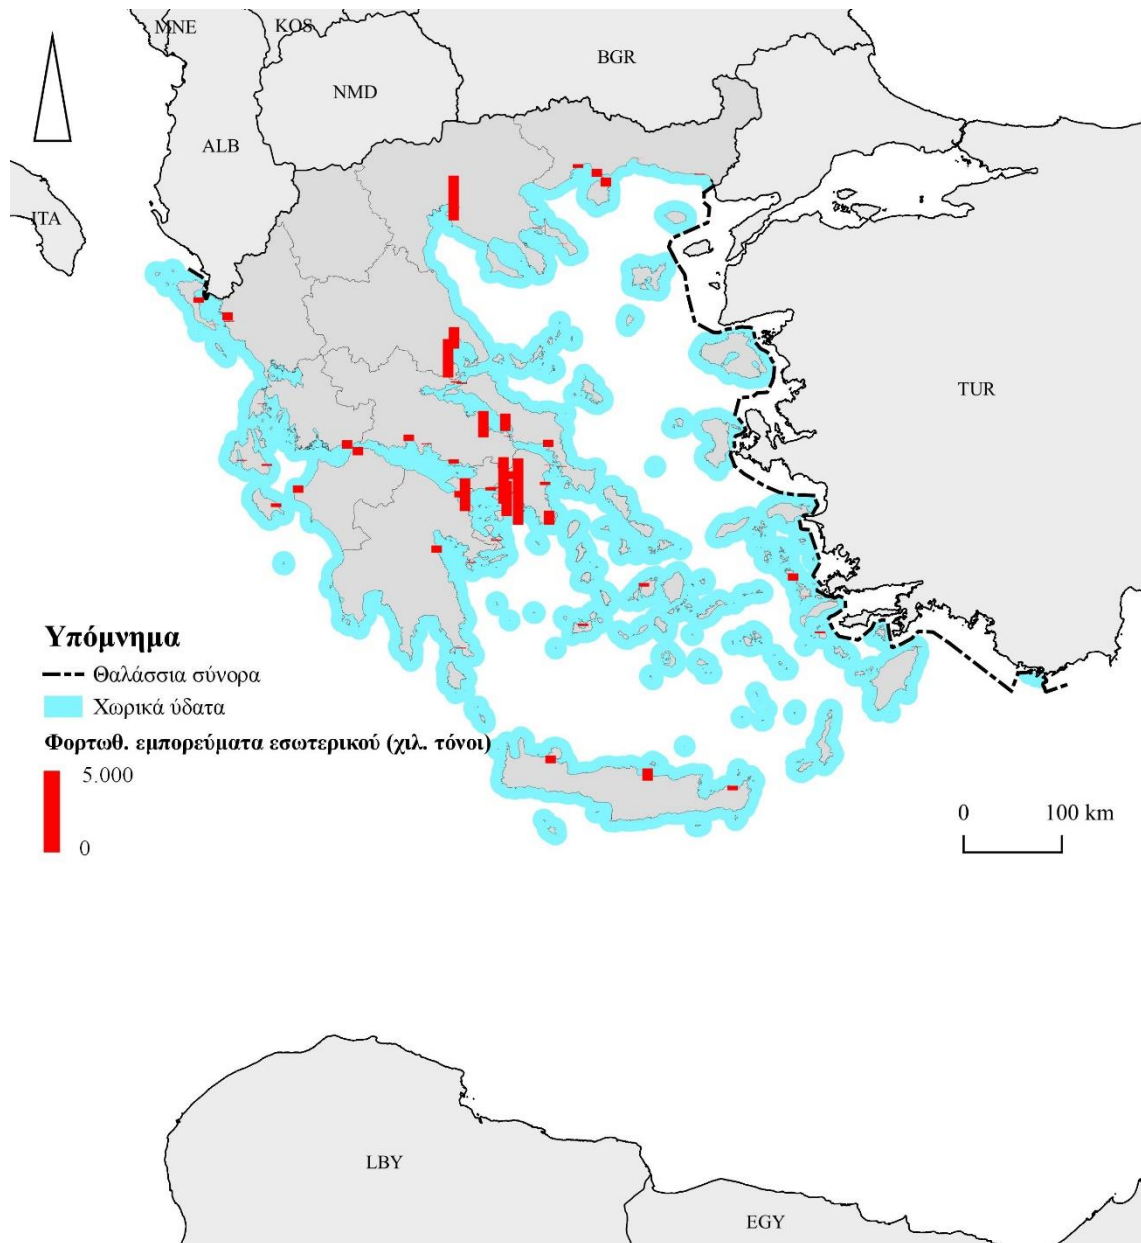 MNE
KOS
BGR
NMD
ALB
ITA
TUR
Υπόμνημα
Θαλάσσια σύνορα
Χωρικά ύδατα
Φορτωθ. εμπορεύματα εσωτερικού (χιλ. τόνοι)
5.000
0
0 100 km
LBY
EGY